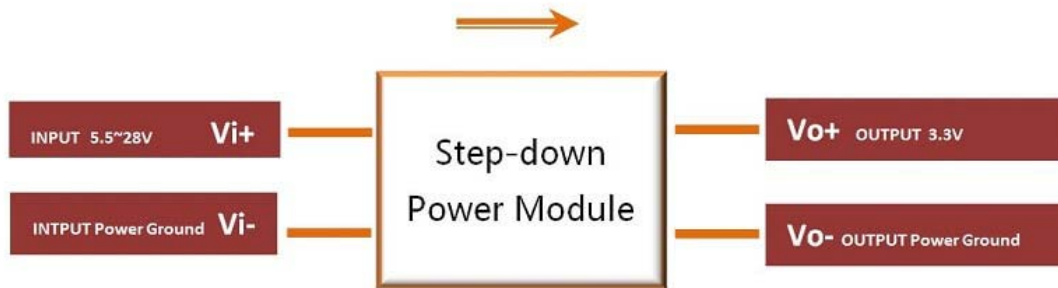 INPUT 5.5~28V Vi+
INTPUT Power Ground Vi-
Step-down
Power Module
Vo+ OUTPUT 3.3V
Vo- OUTPUT Power Ground